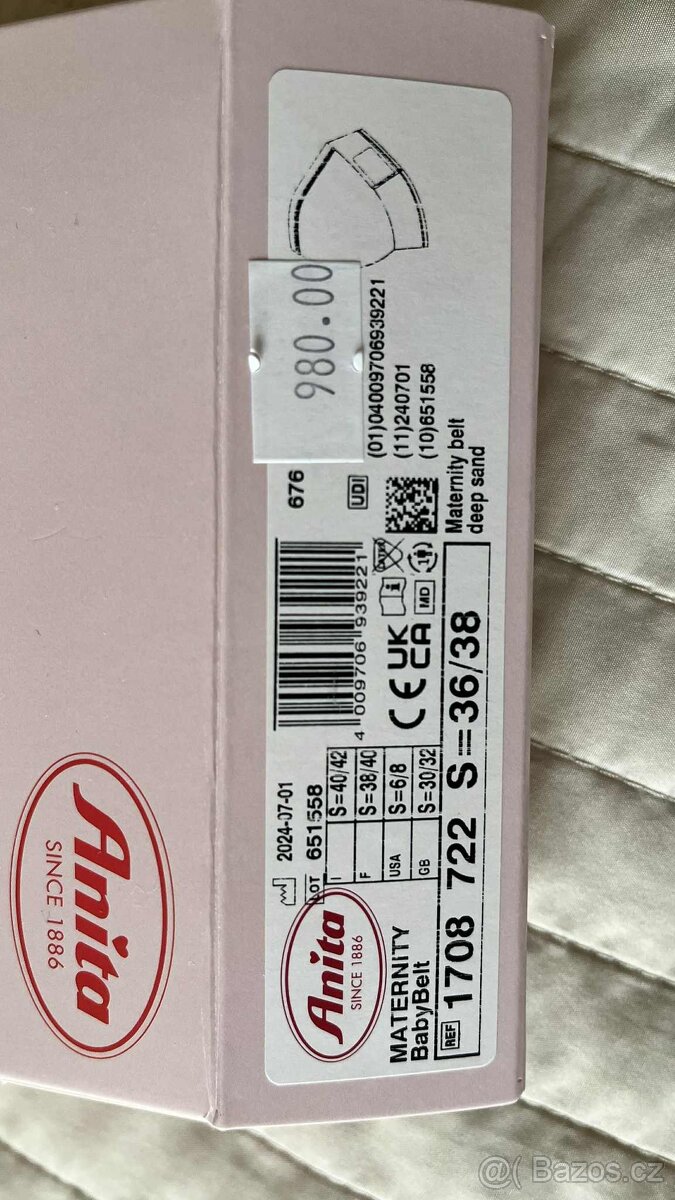 Anita
SINCE 1886
980.00
2024-07-01
LOT 651558
I S=40/42
F S=38/40
USA S=6/8
GB S=30/32
4 009706 939221
676
UDI
(01)04009706939221
(11)240701
(10)651558
CE UK CA
MD
Anita
SINCE 1886
MATERNITY
BabyBelt
REF 1708 722 S=36/38
Maternity belt
deep sand
@( Bazos.cz